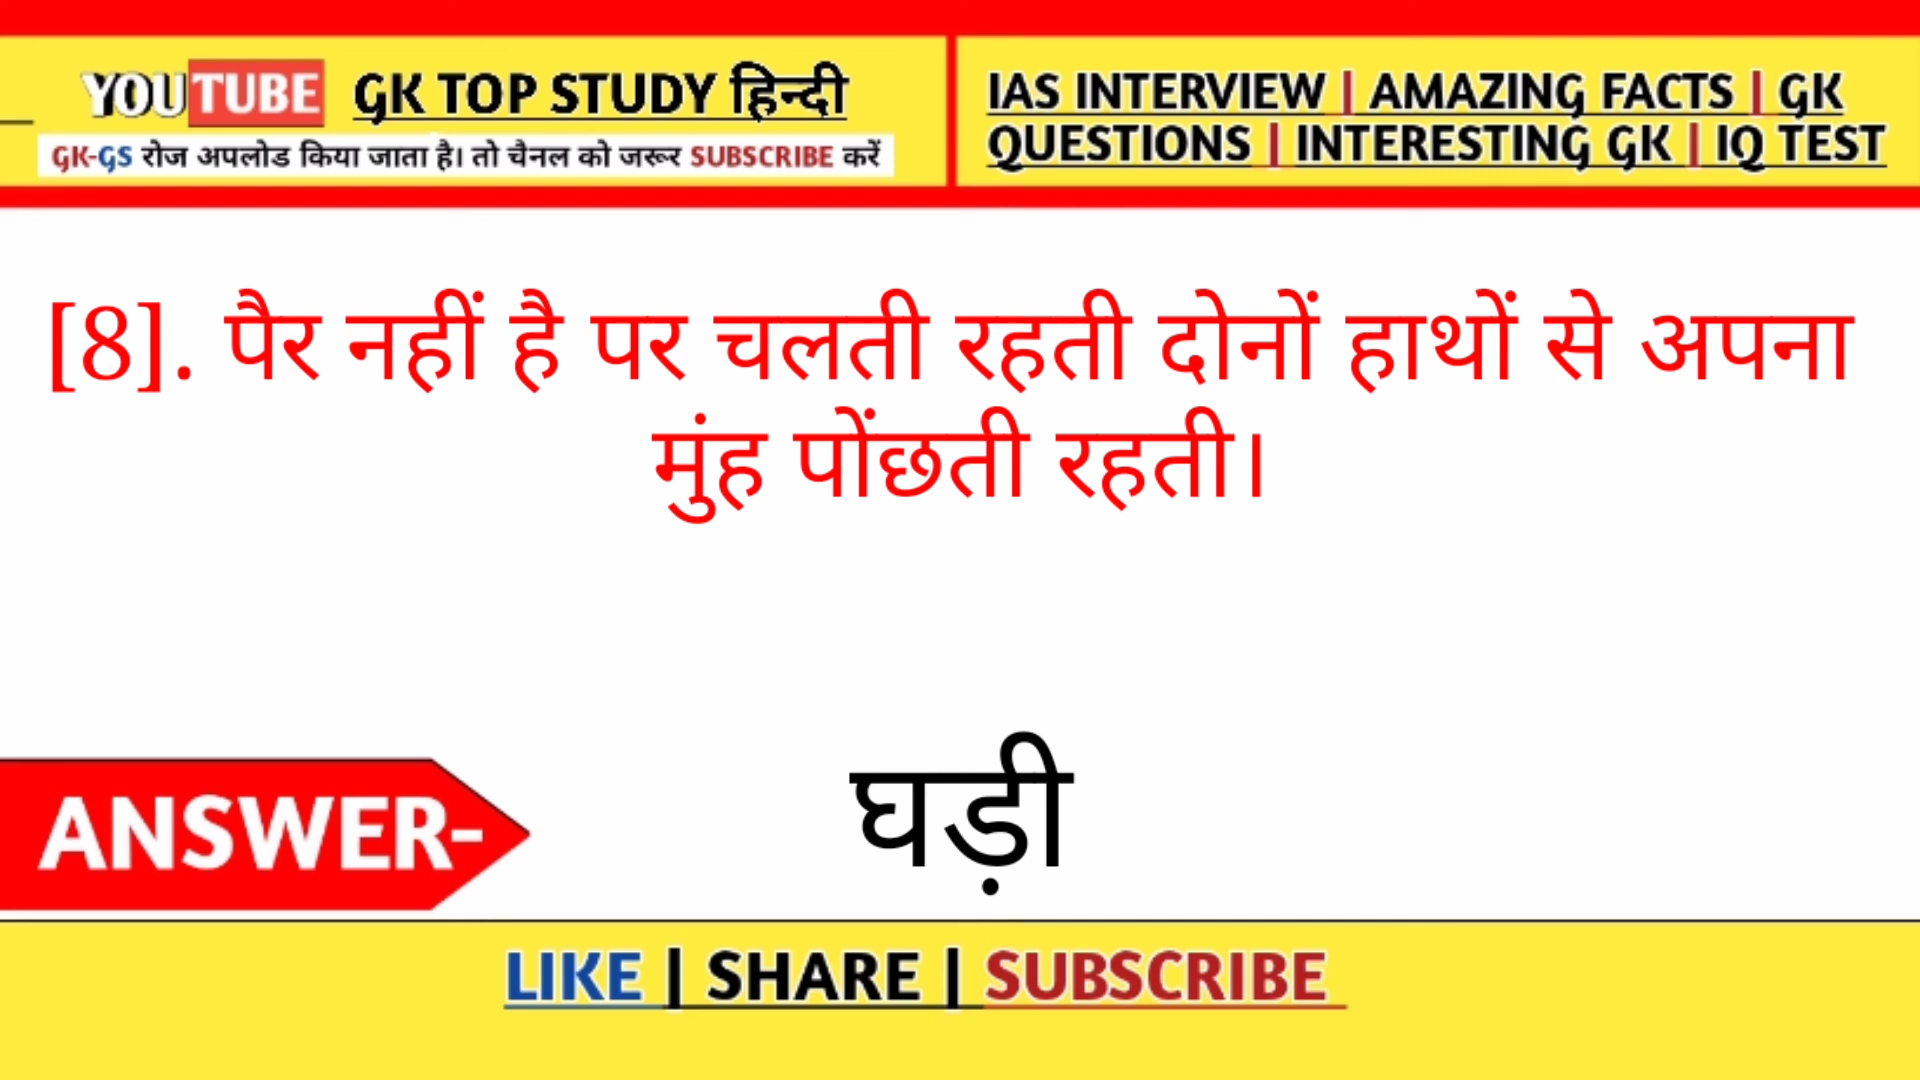 YOUTUBE GK TOP STUDY हिन्दी
GK-GS रोज अपलोड किया जाता है। तो चैनल को जरूर SUBSCRIBE करें
IAS INTERVIEW | AMAZING FACTS | GK
QUESTIONS | INTERESTING GK | IQ TEST
[8]. पैर नहीं है पर चलती रहती दोनों हाथों से अपना
मुंह पोंछती रहती।
ANSWER-
घड़ी
LIKE | SHARE | SUBSCRIBE